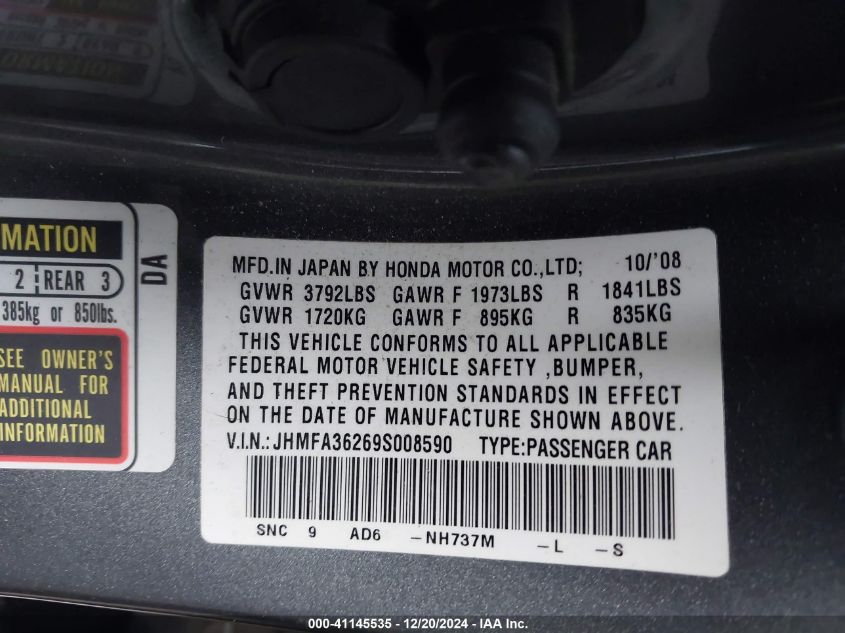 MATION
2 REAR 3
385kg or 850lbs.
SEE OWNER'S
MANUAL FOR
ADDITIONAL
INFORMATION
DA
MFD.IN JAPAN BY HONDA MOTOR CO.,LTD; 10/'08
GVWR 3792LBS GAWR F 1973LBS R 1841LBS
GVWR 1720KG GAWR F 895KG R 835KG
THIS VEHICLE CONFORMS TO ALL APPLICABLE
FEDERAL MOTOR VEHICLE SAFETY ,BUMPER,
AND THEFT PREVENTION STANDARDS IN EFFECT
ON THE DATE OF MANUFACTURE SHOWN ABOVE.
V.I.N.: JHMFA36269S008590 TYPE:PASSENGER CAR
SNC 9 AD6 -NH737M -L -S
000-41145535 - 12/20/2024 - IAA Inc.